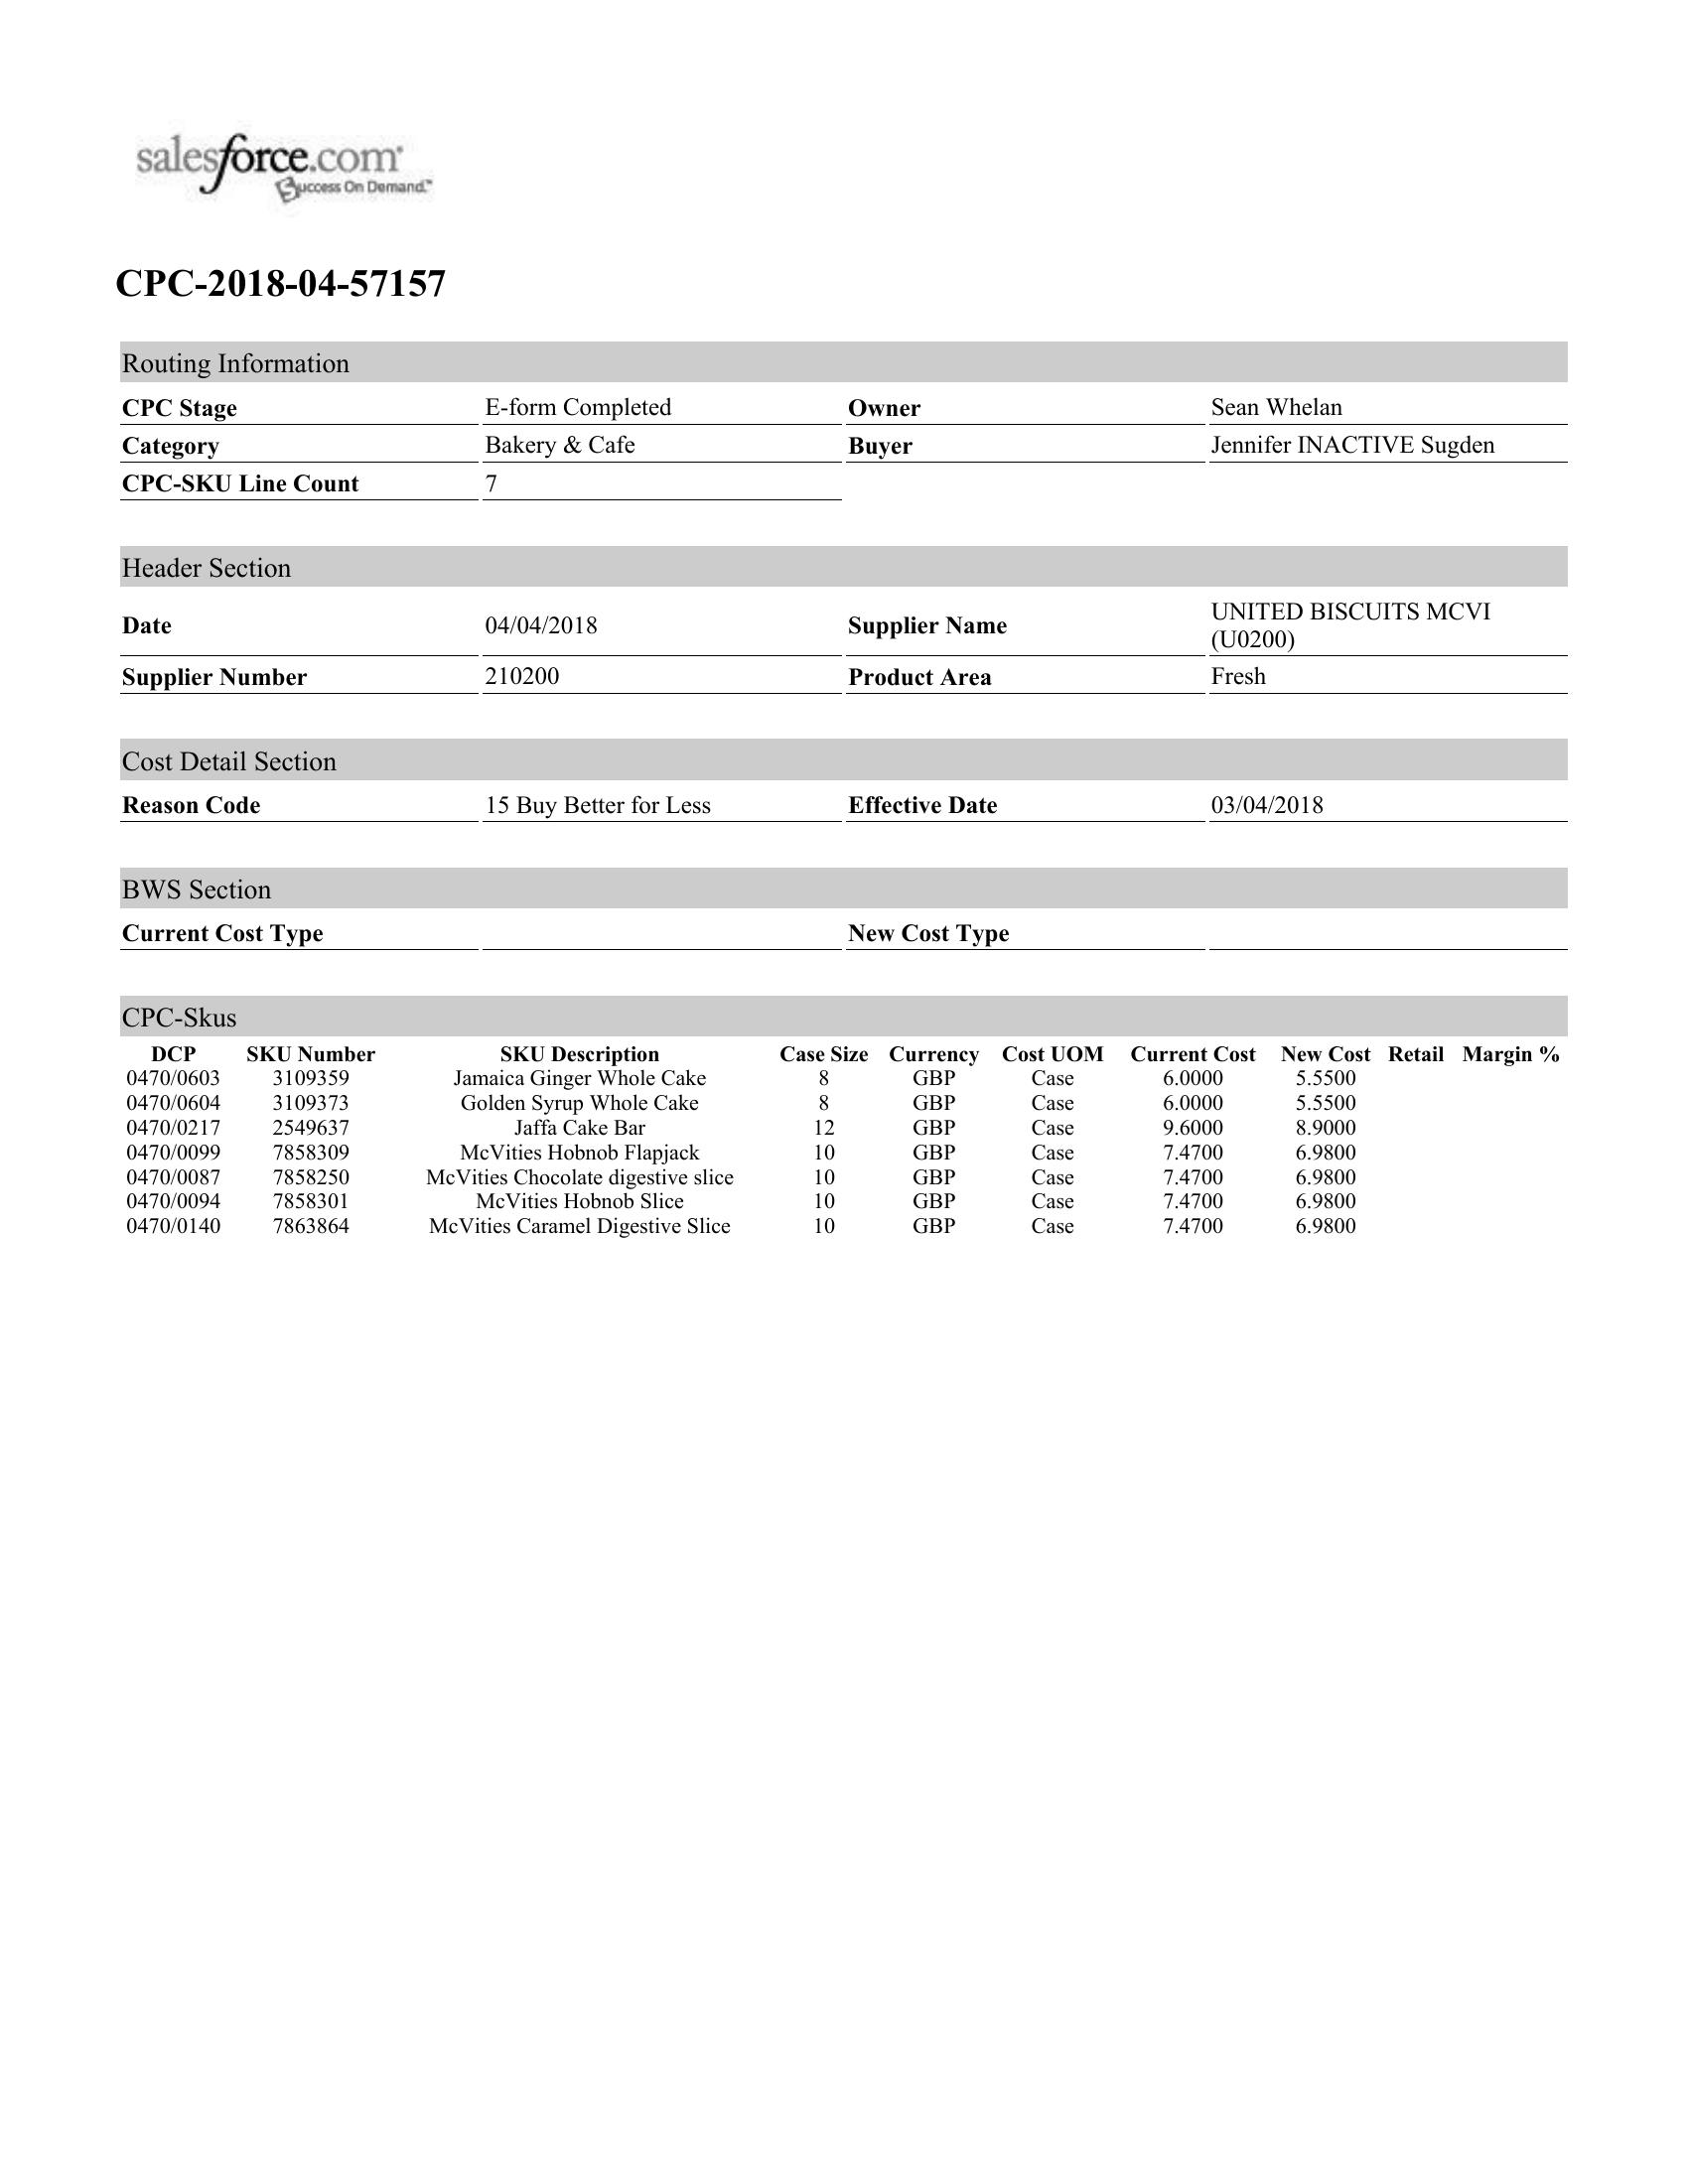 salesforce.com
Success On Demand.™
CPC-2018-04-57157
Routing Information
CPC Stage E-form Completed Owner Sean Whelan
Category Bakery & Cafe Buyer Jennifer INACTIVE Sugden
CPC-SKU Line Count 7
Header Section
Date 04/04/2018 Supplier Name UNITED BISCUITS MCVI
(U0200)
Supplier Number 210200 Product Area Fresh
Cost Detail Section
Reason Code 15 Buy Better for Less Effective Date 03/04/2018
BWS Section
Current Cost Type New Cost Type
CPC-Skus
DCP SKU Number SKU Description Case Size Currency Cost UOM Current Cost New Cost Retail Margin %
0470/0603 3109359 Jamaica Ginger Whole Cake 8 GBP Case 6.0000 5.5500
0470/0604 3109373 Golden Syrup Whole Cake 8 GBP Case 6.0000 5.5500
0470/0217 2549637 Jaffa Cake Bar 12 GBP Case 9.6000 8.9000
0470/0099 7858309 McVities Hobnob Flapjack 10 GBP Case 7.4700 6.9800
0470/0087 7858250 McVities Chocolate digestive slice 10 GBP Case 7.4700 6.9800
0470/0094 7858301 McVities Hobnob Slice 10 GBP Case 7.4700 6.9800
0470/0140 7863864 McVities Caramel Digestive Slice 10 GBP Case 7.4700 6.9800